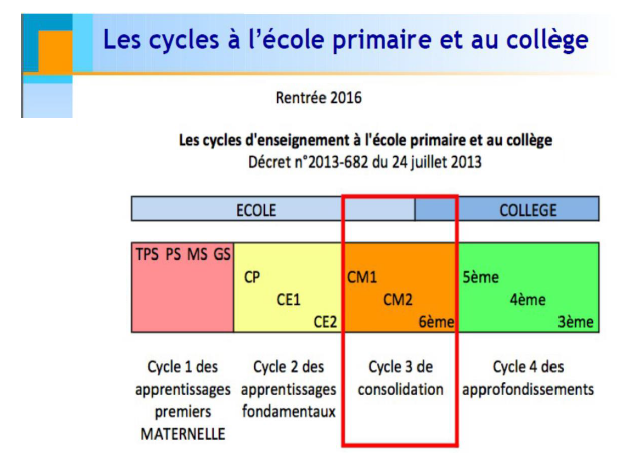 Les cycles à l'école primaire et au collège
Rentrée 2016
Les cycles d'enseignement à l'école primaire et au collège
Décret n°2013-682 du 24 juillet 2013
ECOLE
COLLEGE
TPS PS MS GS
CP
CE1
CE2
CM1
CM2
6ème
5ème
4ème
3ème
Cycle 1 des
apprentissages
premiers
MATERNELLE
Cycle 2 des
apprentissages
fondamentaux
Cycle 3 de
consolidation
Cycle 4 des
approfondissements